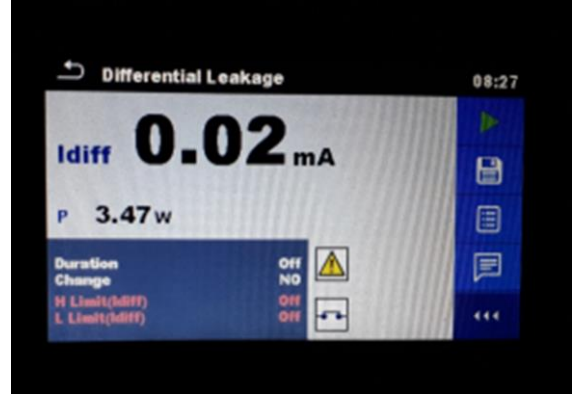 Differential Leakage 08:27
Idiff 0.02 mA
P 3.47 W
Duration Off
Change NO
H Limit(Idiff) Off
L Limit(Idiff) Off